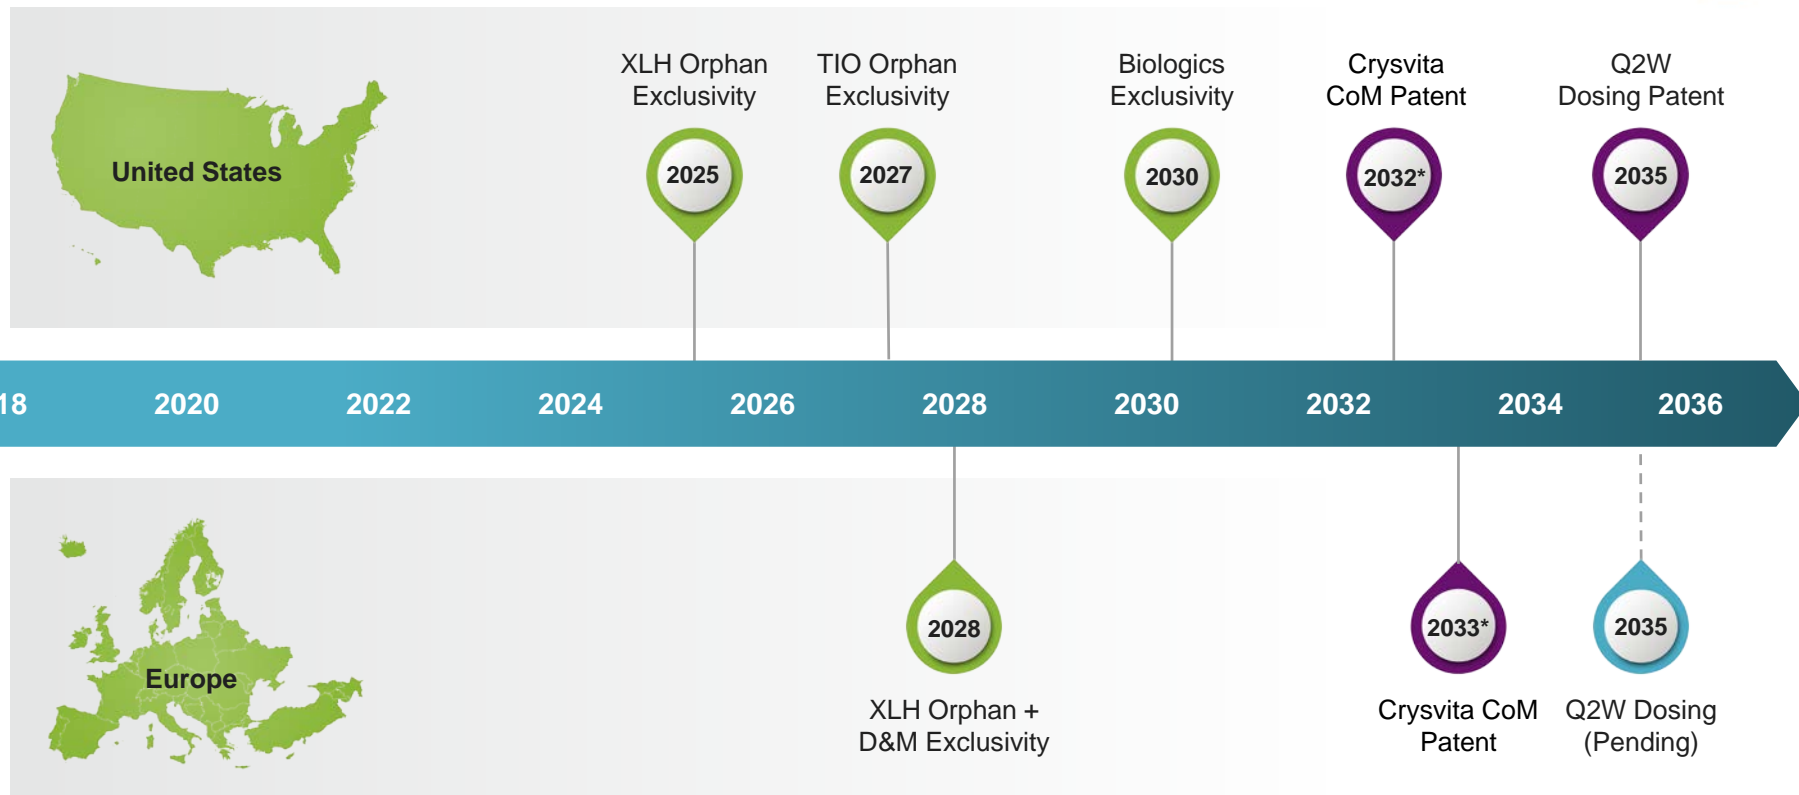 XLH Orphan
Exclusivity
TIO Orphan
Exclusivity
Biologics
Exclusivity
Crysvita
CoM Patent
Q2W
Dosing Patent
United States
2025
2027
2030
2032*
2035
18
2020
2022
2024
2026
2028
2030
2032
2034
2036
Europe
2028
2033*
2035
XLH Orphan +
D&M Exclusivity
Crysvita CoM
Patent
Q2W Dosing
(Pending)